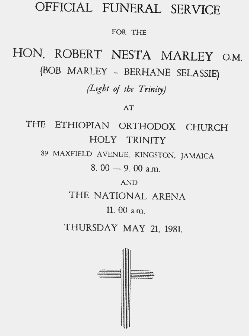 OFFICIAL FUNERAL SERVICE
FOR THE
HON. ROBERT NESTA MARLEY O.M.
(BOB MARLEY - BERHANE SELASSIE)
(Light of the Trinity)
AT
THE ETHIOPIAN ORTHODOX CHURCH
HOLY TRINITY
89 MAXFIELD AVENUE, KINGSTON, JAMAICA
8. 00 — 9. 00 a.m.
AND
THE NATIONAL ARENA
11. 00 a.m.
THURSDAY MAY 21, 1981.